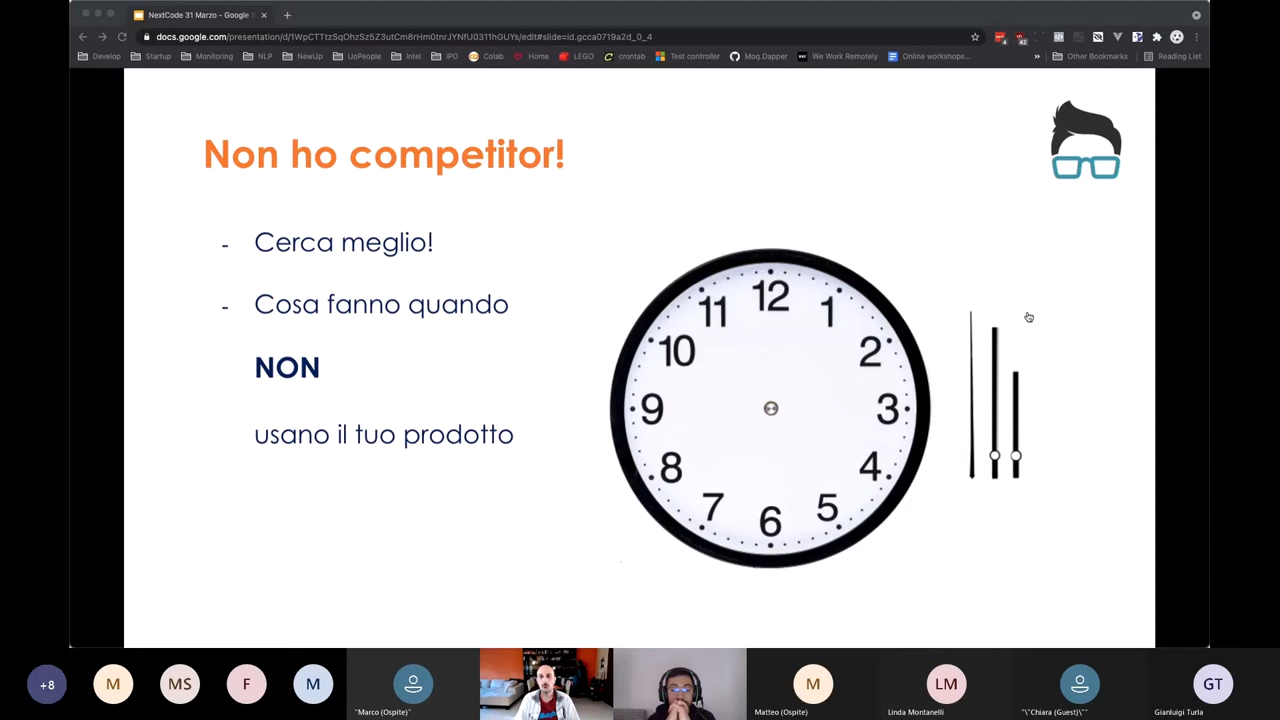 NextCode 31 Marzo - Google S
docs.google.com/presentation/d/1WpCTTtzSqOhzSz5Z3utCm8rHm0tnrJYNfU0311hGUYs/edit#slide=id.gcca0719a2d_0_4
Develop Startup Monitoring NLP NewUp UoPeople Intel IPO Colab Home LEGO crontab Test controller Moq.Dapper We Work Remotely Online workshops... » Other Bookmarks Reading List
Non ho competitor!
- Cerca meglio!
- Cosa fanno quando
NON
usano il tuo prodotto
12
11 1
10 2
9 3
8 4
7 5
6
+8 M MS F M M LM GT
"Marco (Ospite) Matteo (Ospite) Linda Montanelli "\"Chiara (Guest)\"" Gianluigi Turla